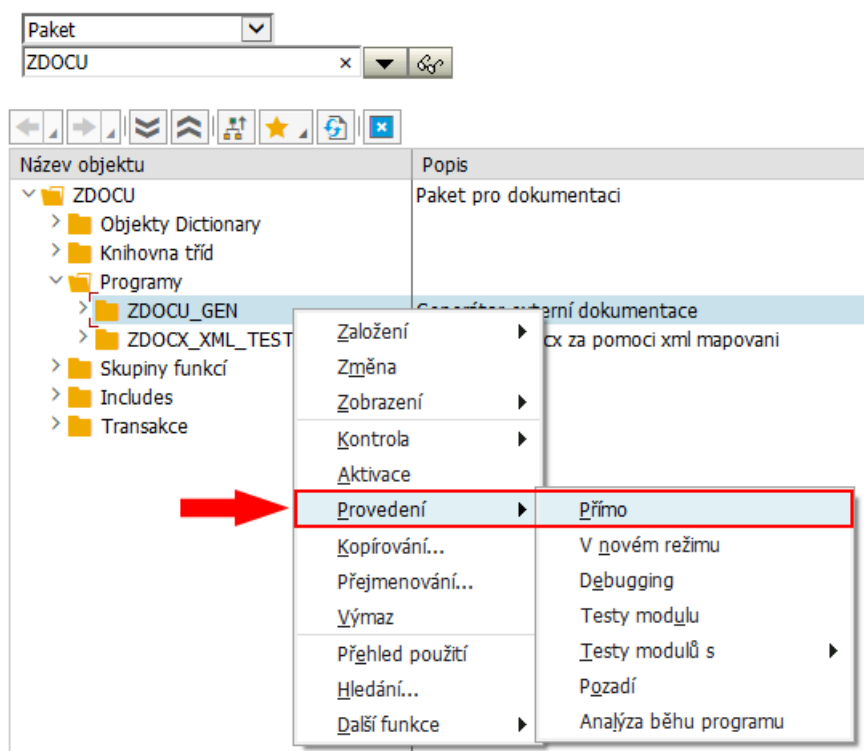 Paket
ZDOCU
Název objektu Popis
ZDOCU Paket pro dokumentaci
Objekty Dictionary
Knihovna tříd
Programy
ZDOCU_GEN externí dokumentace
ZDOCX_XML_TEST cx za pomoci xml mapovani
Skupiny funkcí
Includes
Transakce
Založení
Změna
Zobrazení
Kontrola
Aktivace
Provedení
Kopírování...
Přejmenování...
Výmaz
Přehled použití
Hledání...
Další funkce
Přímo
V novém režimu
Debugging
Testy modulu
Testy modulů s
Pozadí
Analýza běhu programu